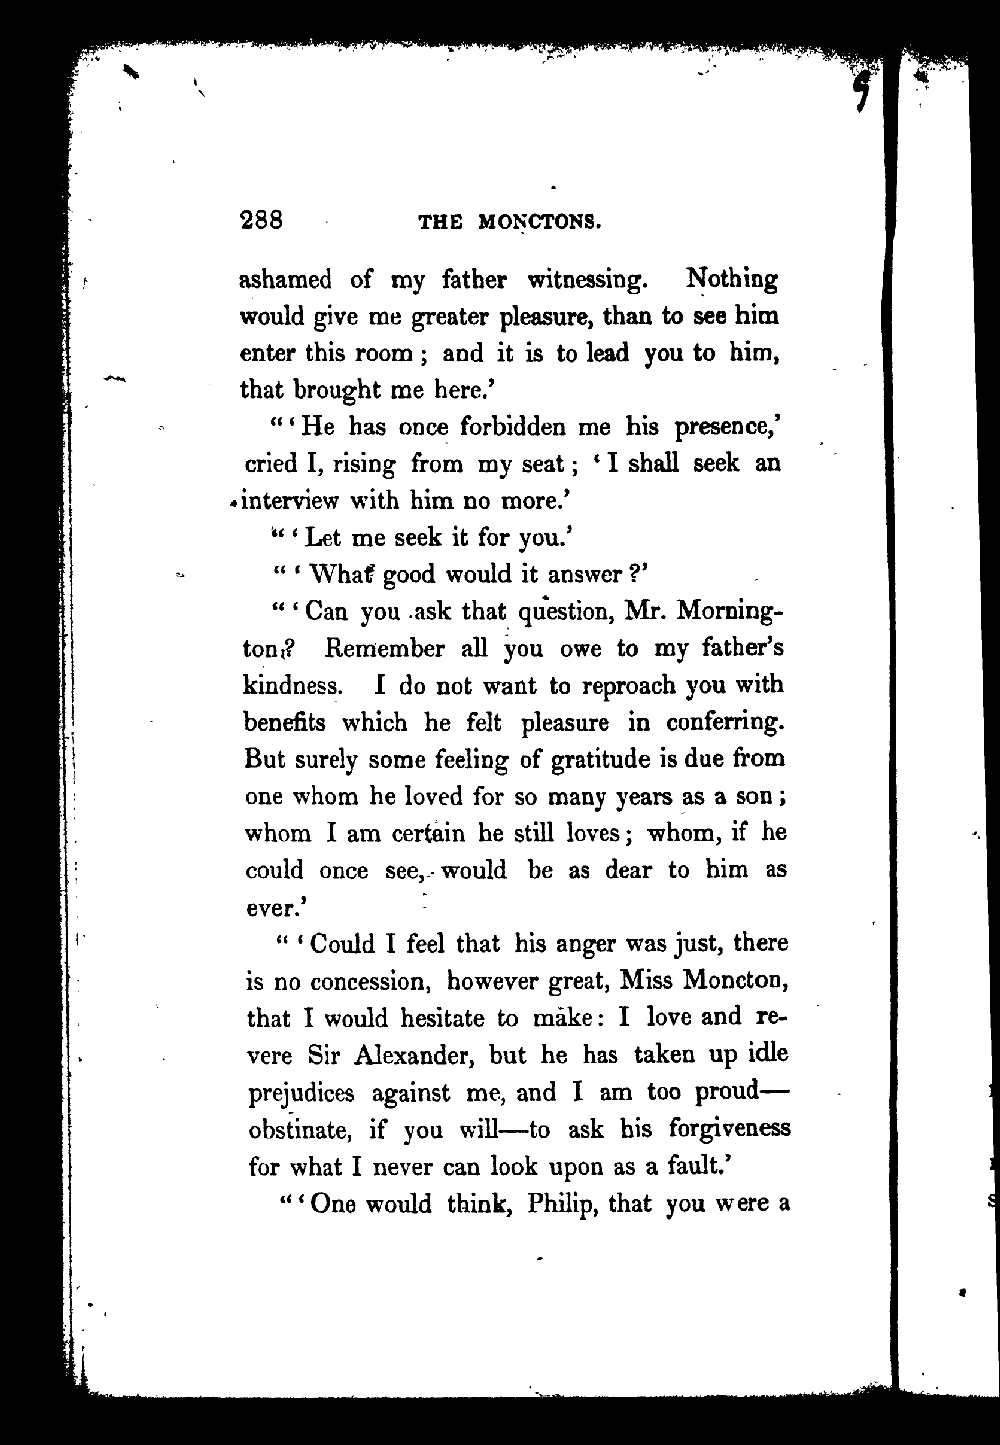 288 THE MONCTONS.
ashamed of my father witnessing. Nothing
would give me greater pleasure, than to see him
enter this room ; and it is to lead you to him,
that brought me here.’
“ ‘ He has once forbidden me his presence,’
cried I, rising from my seat ; ‘ I shall seek an
interview with him no more.’
“ ‘ Let me seek it for you.’
“ ‘ What good would it answer ?’
“ ‘ Can you ask that question, Mr. Morning-
ton? Remember all you owe to my father’s
kindness. I do not want to reproach you with
benefits which he felt pleasure in conferring.
But surely some feeling of gratitude is due from
one whom he loved for so many years as a son ;
whom I am certain he still loves ; whom, if he
could once see, would be as dear to him as
ever.’
“ ‘ Could I feel that his anger was just, there
is no concession, however great, Miss Moncton,
that I would hesitate to make : I love and re-
vere Sir Alexander, but he has taken up idle
prejudices against me, and I am too proud—
obstinate, if you will—to ask his forgiveness
for what I never can look upon as a fault.’
“ ‘ One would think, Philip, that you were a